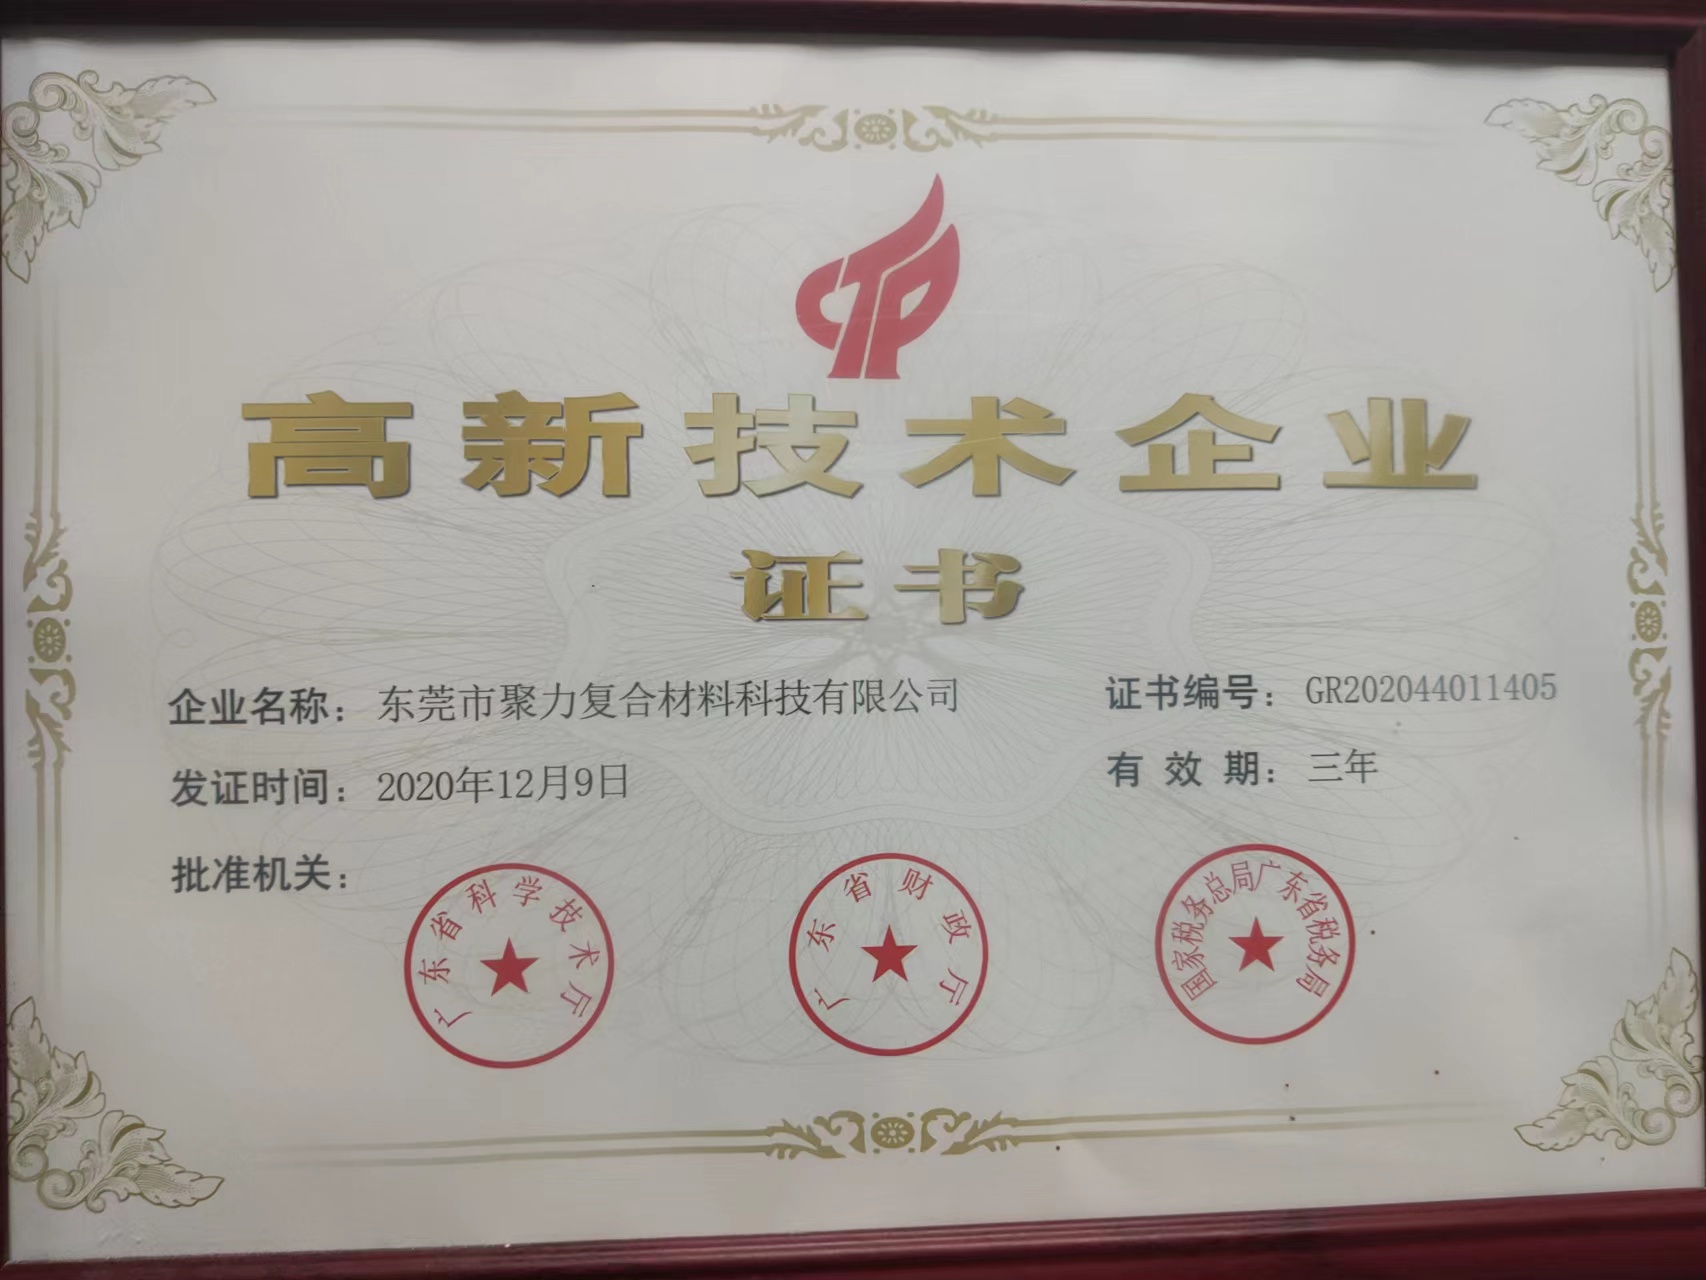 CTP
高新技术企业
证书
企业名称：东莞市聚力复合材料科技有限公司
证书编号：GR202044011405
发证时间：2020年12月9日
有效期：三年
批准机关：
广东省科学技术厅
广东省财政厅
国家税务总局广东省税务局